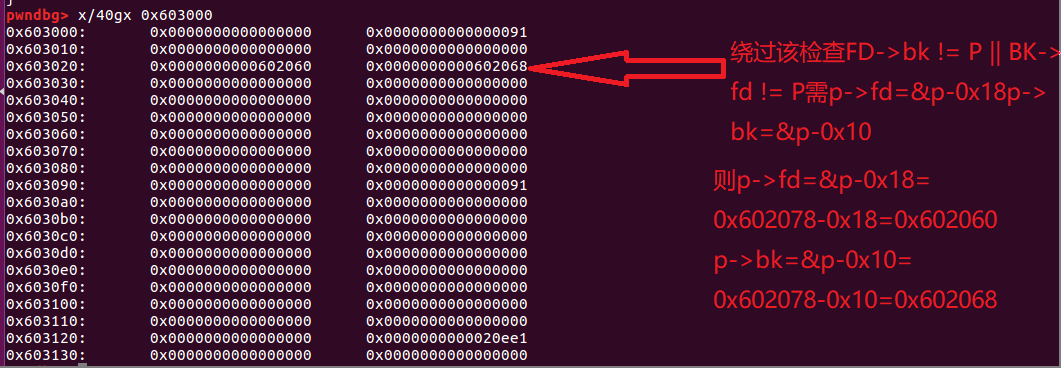 pwndbg> x/40gx 0x603000
0x603000: 0x0000000000000000 0x0000000000000091
0x603010: 0x0000000000000000 0x0000000000000000
0x603020: 0x0000000000602060 0x0000000000602068
0x603030: 0x0000000000000000 0x0000000000000000
0x603040: 0x0000000000000000 0x0000000000000000
0x603050: 0x0000000000000000 0x0000000000000000
0x603060: 0x0000000000000000 0x0000000000000000
0x603070: 0x0000000000000000 0x0000000000000000
0x603080: 0x0000000000000000 0x0000000000000000
0x603090: 0x0000000000000000 0x0000000000000091
0x6030a0: 0x0000000000000000 0x0000000000000000
0x6030b0: 0x0000000000000000 0x0000000000000000
0x6030c0: 0x0000000000000000 0x0000000000000000
0x6030d0: 0x0000000000000000 0x0000000000000000
0x6030e0: 0x0000000000000000 0x0000000000000000
0x6030f0: 0x0000000000000000 0x0000000000000000
0x603100: 0x0000000000000000 0x0000000000000000
0x603110: 0x0000000000000000 0x0000000000000000
0x603120: 0x0000000000000000 0x0000000000020ee1
0x603130: 0x0000000000000000 0x0000000000000000
绕过该检查FD->bk != P || BK->
fd != P需p->fd=&p-0x18p->
bk=&p-0x10
则p->fd=&p-0x18=
0x602078-0x18=0x602060
p->bk=&p-0x10=
0x602078-0x10=0x602068